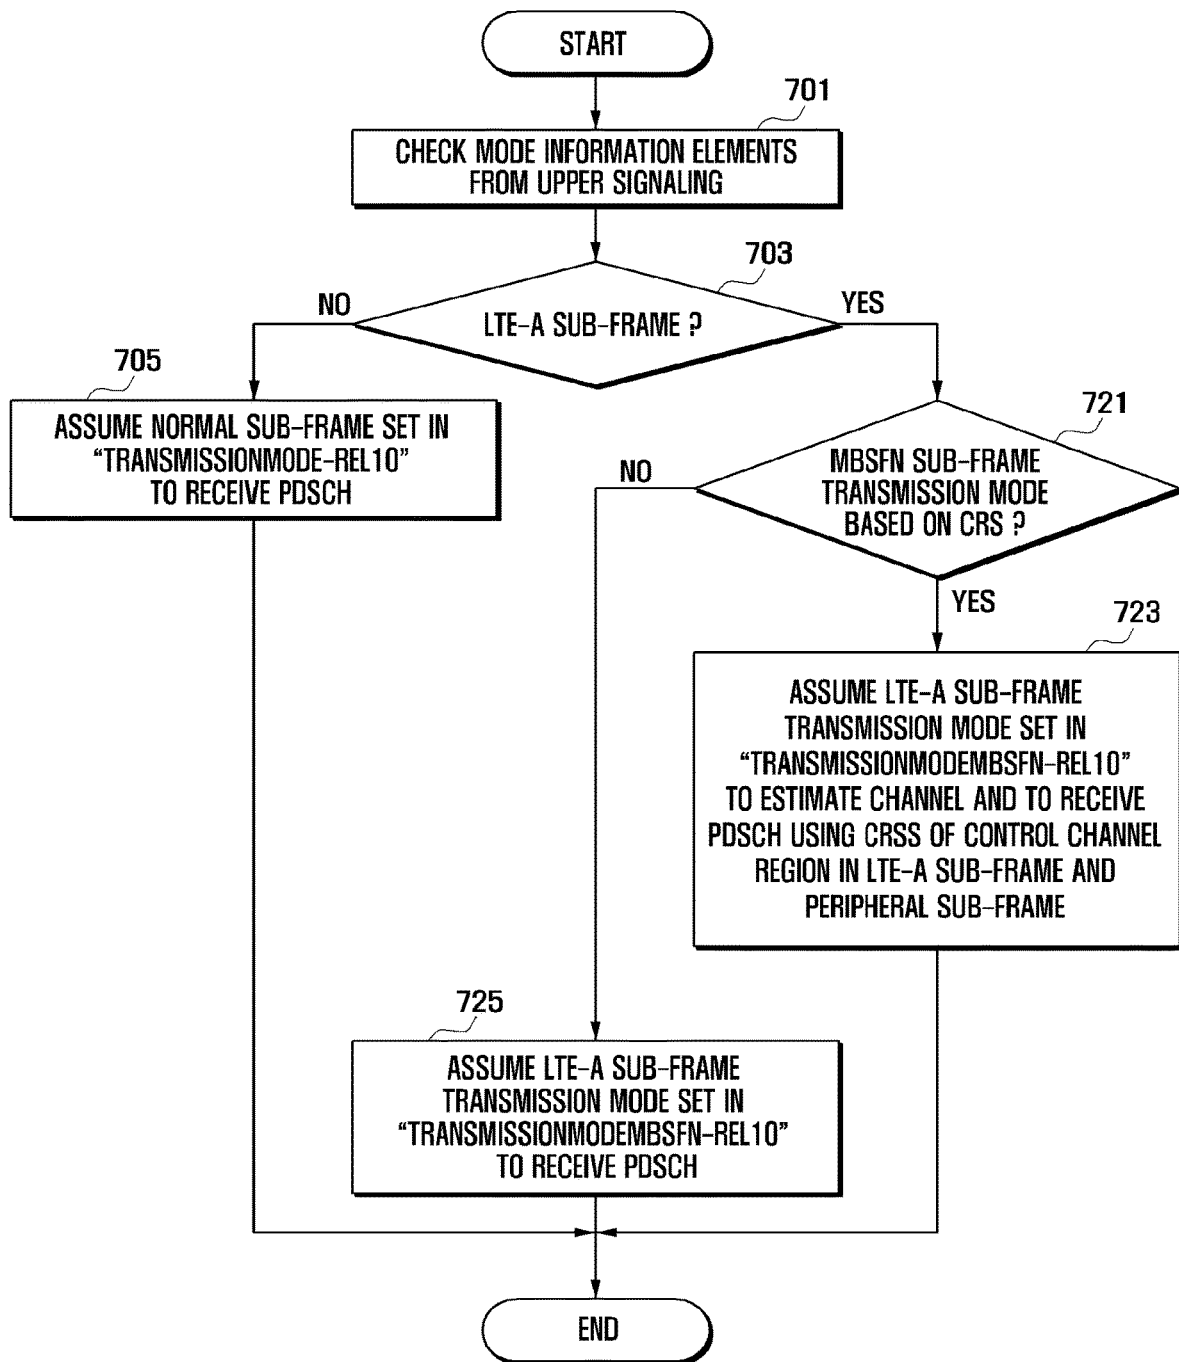 START
701
CHECK MODE INFORMATION ELEMENTS
FROM UPPER SIGNALING
703
NO
YES
LTE-A SUB-FRAME ?
705
ASSUME NORMAL SUB-FRAME SET IN
“TRANSMISSIONMODE-REL10”
TO RECEIVE PDSCH
721
NO
MBSFN SUB-FRAME
TRANSMISSION MODE
BASED ON CRS ?
YES
723
ASSUME LTE-A SUB-FRAME
TRANSMISSION MODE SET IN
“TRANSMISSIONMODEMBSFN-REL10”
TO ESTIMATE CHANNEL AND TO RECEIVE
PDSCH USING CRSS OF CONTROL CHANNEL
REGION IN LTE-A SUB-FRAME AND
PERIPHERAL SUB-FRAME
725
ASSUME LTE-A SUB-FRAME
TRANSMISSION MODE SET IN
“TRANSMISSIONMODEMBSFN-REL10”
TO RECEIVE PDSCH
END